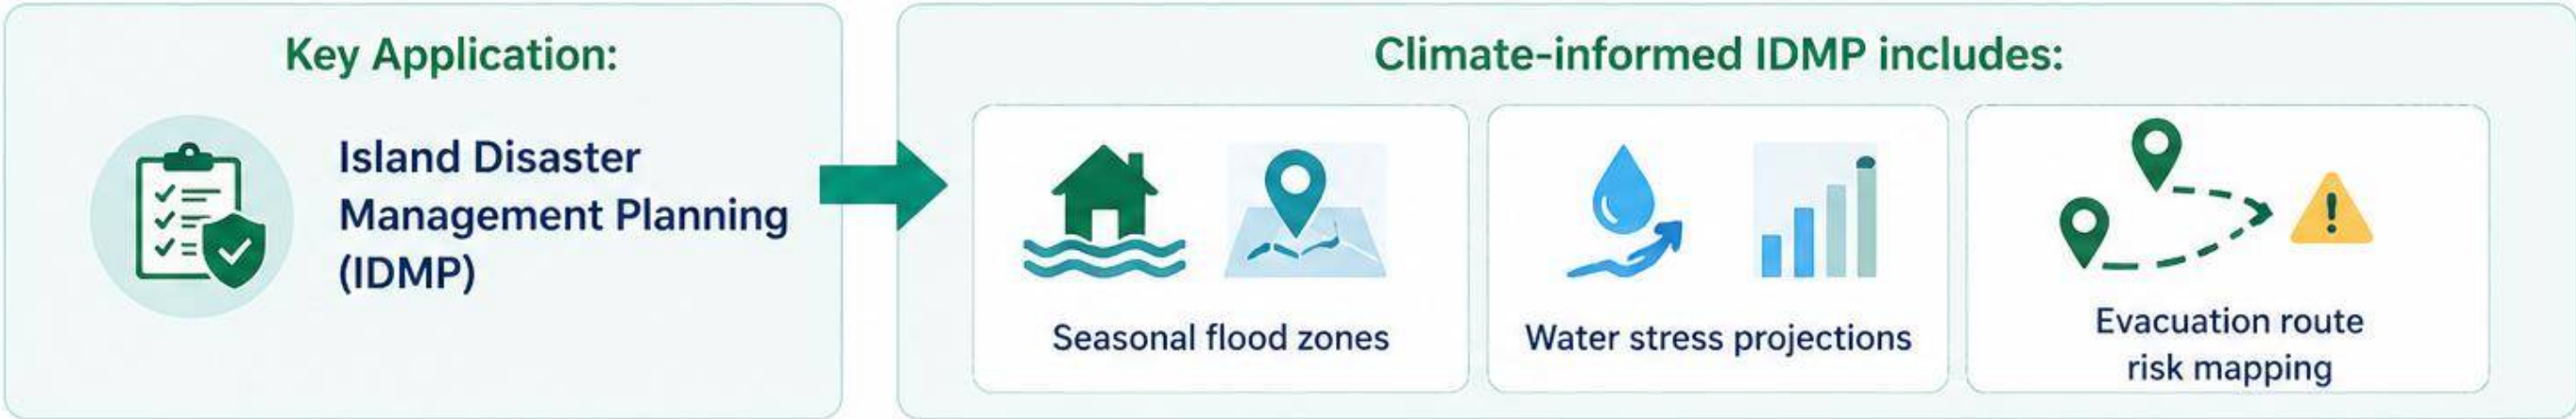 Key Application:
Island Disaster
Management Planning
(IDMP)
Climate-informed IDMP includes:
Seasonal flood zones
Water stress projections
Evacuation route
risk mapping